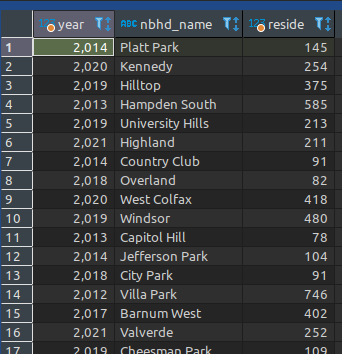 123 year ABC nbhd_name 123 reside
1 2,014 Platt Park 145
2 2,020 Kennedy 254
3 2,019 Hilltop 375
4 2,013 Hampden South 585
5 2,019 University Hills 213
6 2,021 Highland 211
7 2,014 Country Club 91
8 2,018 Overland 82
9 2,020 West Colfax 418
10 2,019 Windsor 480
11 2,013 Capitol Hill 78
12 2,014 Jefferson Park 104
13 2,018 City Park 91
14 2,012 Villa Park 746
15 2,017 Barnum West 402
16 2,021 Valverde 252
17 2,019 Cheesman Park 109